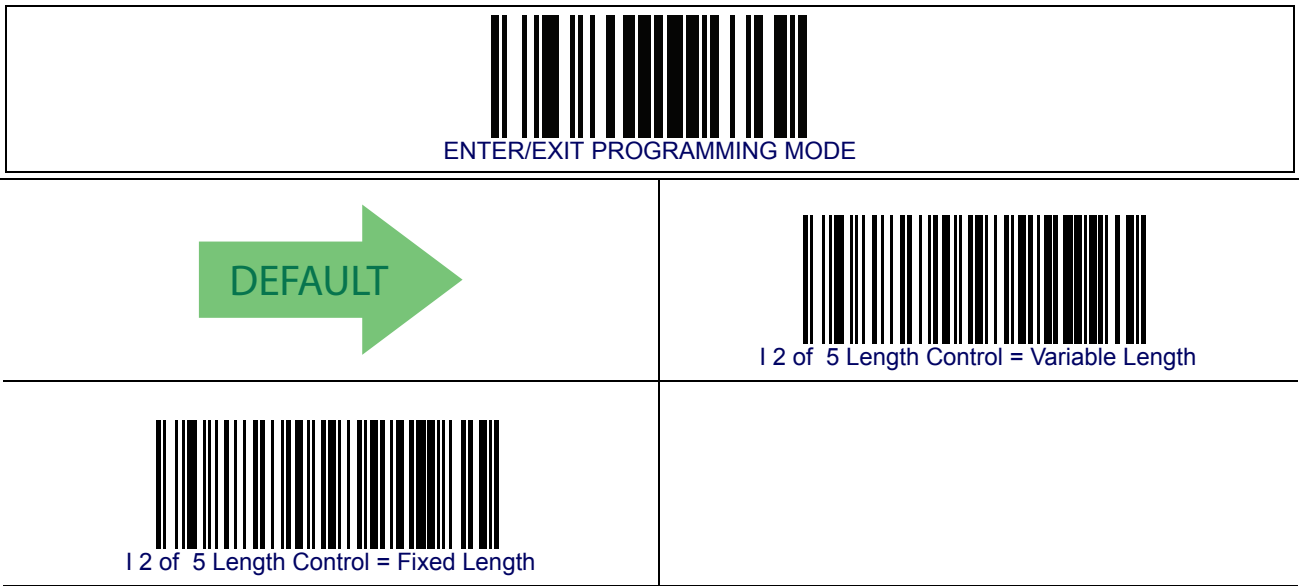 ENTER/EXIT PROGRAMMING MODE
DEFAULT
I 2 of  5 Length Control = Variable Length
I 2 of  5 Length Control = Fixed Length